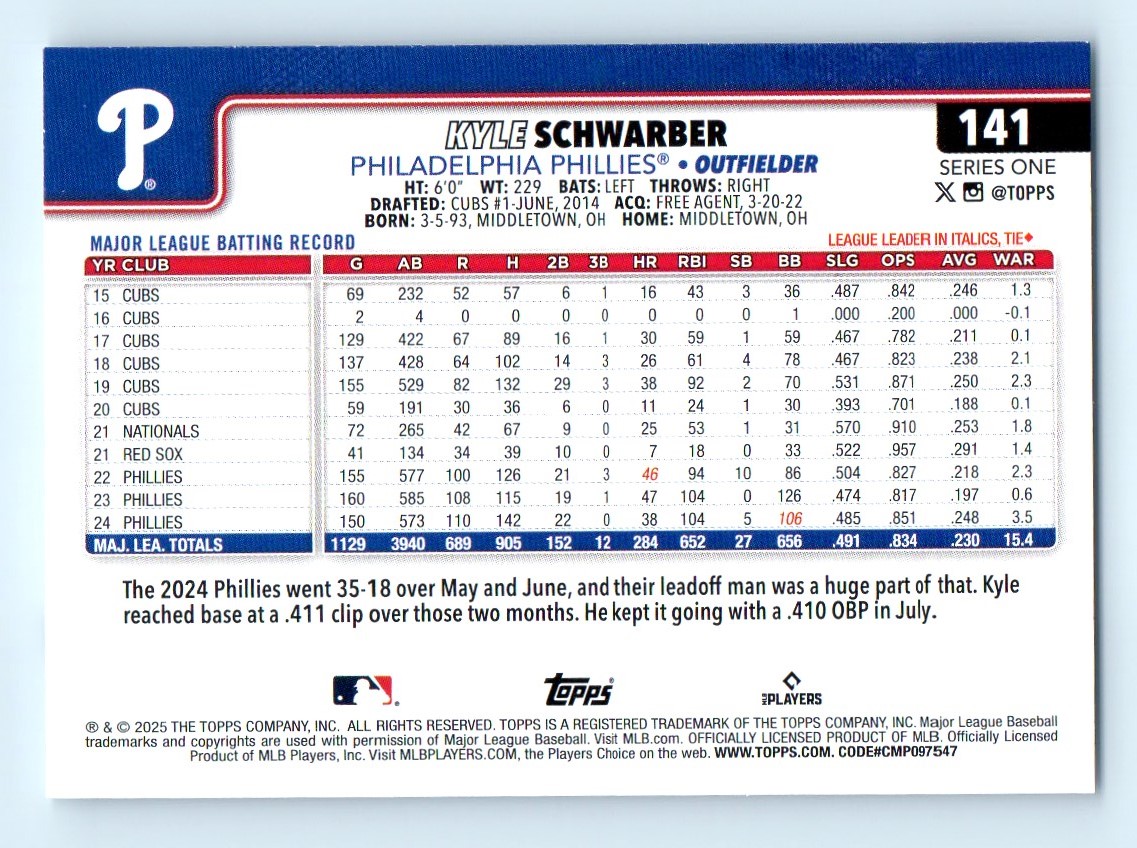 P
®
141
KYLE SCHWARBER
SERIES ONE
PHILADELPHIA PHILLIES® • OUTFIELDER
@TOPPS
HT: 6'0" WT: 229 BATS: LEFT THROWS: RIGHT
DRAFTED: CUBS #1-JUNE, 2014 ACQ: FREE AGENT, 3-20-22
BORN: 3-5-93, MIDDLETOWN, OH HOME: MIDDLETOWN, OH
MAJOR LEAGUE BATTING RECORD LEAGUE LEADER IN ITALICS, TIE♦
YR CLUB G AB R H 2B 3B HR RBI SB BB SLG OPS AVG WAR
15 CUBS 69 232 52 57 6 1 16 43 3 36 .487 .842 .246 1.3
16 CUBS 2 4 0 0 0 0 0 0 0 1 .000 .200 .000 -0.1
17 CUBS 129 422 67 89 16 1 30 59 1 59 .467 .782 .211 0.1
18 CUBS 137 428 64 102 14 3 26 61 4 78 .467 .823 .238 2.1
19 CUBS 155 529 82 132 29 3 38 92 2 70 .531 .871 .250 2.3
20 CUBS 59 191 30 36 6 0 11 24 1 30 .393 .701 .188 0.1
21 NATIONALS 72 265 42 67 9 0 25 53 1 31 .570 .910 .253 1.8
21 RED SOX 41 134 34 39 10 0 7 18 0 33 .522 .957 .291 1.4
22 PHILLIES 155 577 100 126 21 3 46 94 10 86 .504 .827 .218 2.3
23 PHILLIES 160 585 108 115 19 1 47 104 0 126 .474 .817 .197 0.6
24 PHILLIES 150 573 110 142 22 0 38 104 5 106 .485 .851 .248 3.5
MAJ. LEA. TOTALS 1129 3940 689 905 152 12 284 652 27 656 .491 .834 .230 15.4
The 2024 Phillies went 35-18 over May and June, and their leadoff man was a huge part of that. Kyle
reached base at a .411 clip over those two months. He kept it going with a .410 OBP in July.
Topps®
MLB PLAYERS
® & © 2025 THE TOPPS COMPANY, INC. ALL RIGHTS RESERVED. TOPPS IS A REGISTERED TRADEMARK OF THE TOPPS COMPANY, INC. Major League Baseball
trademarks and copyrights are used with permission of Major League Baseball. Visit MLB.com. OFFICIALLY LICENSED PRODUCT OF MLB. Officially Licensed
Product of MLB Players, Inc. Visit MLBPLAYERS.COM, the Players Choice on the web. WWW.TOPPS.COM. CODE#CMP097547